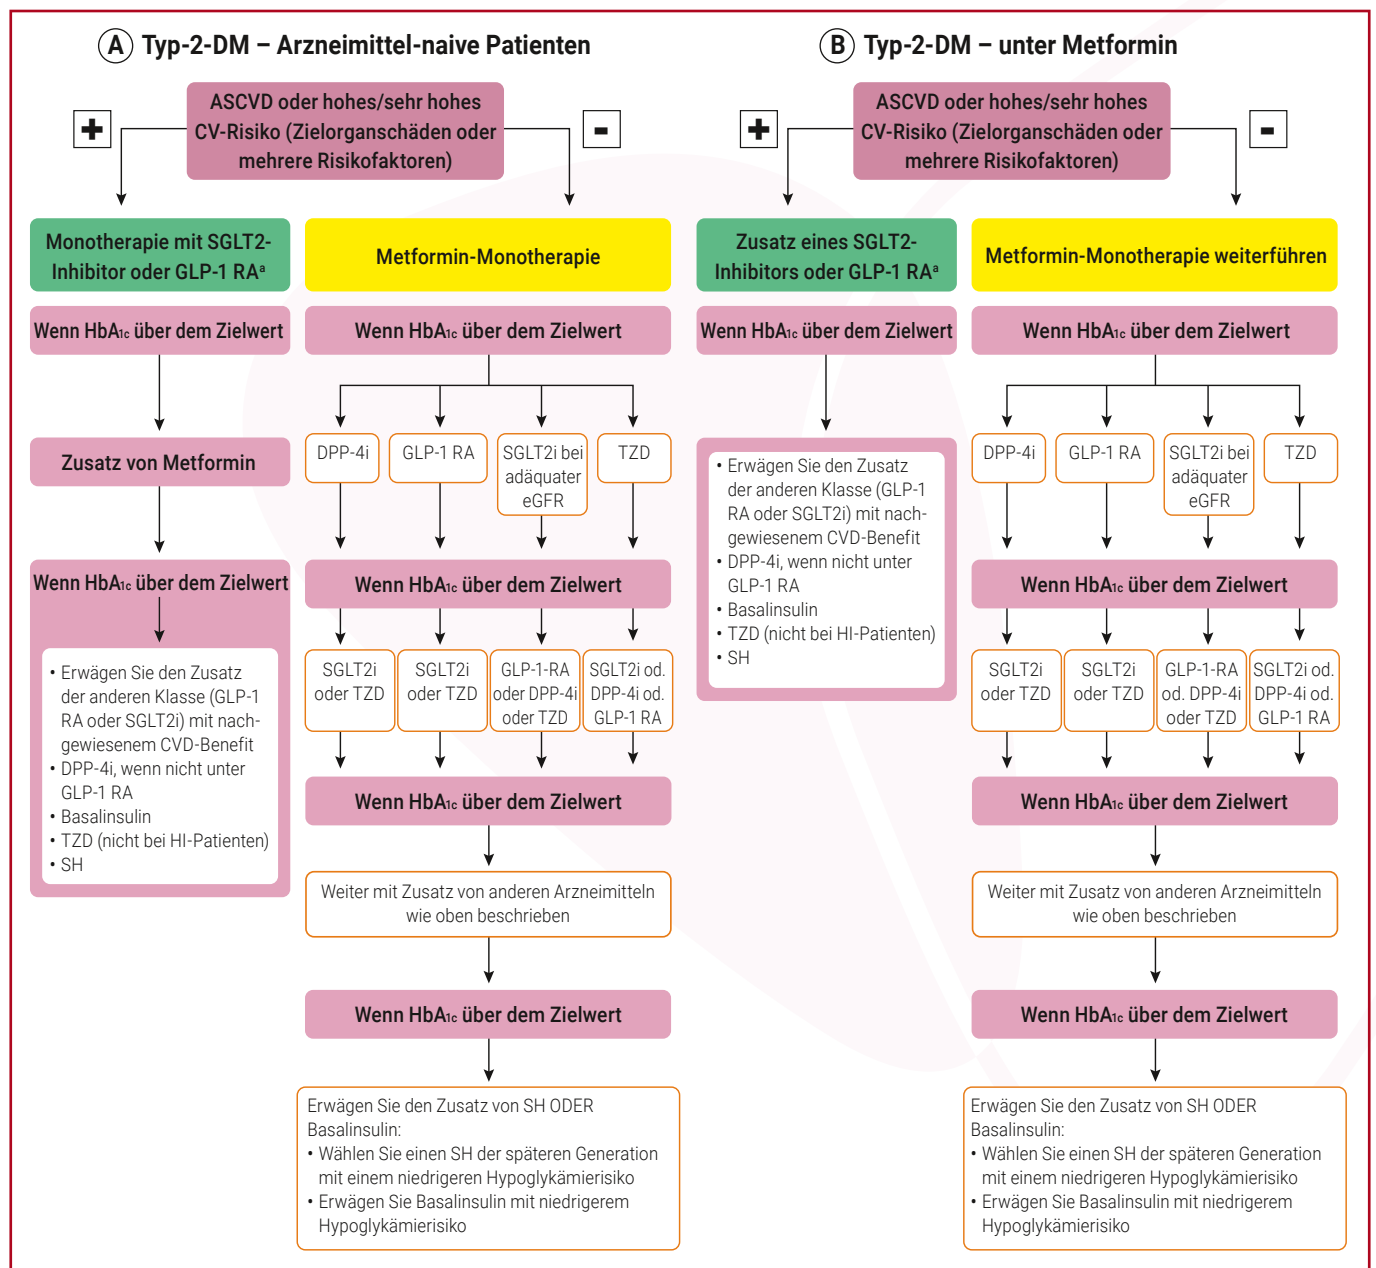 A Typ-2-DM – Arzneimittel-naive Patienten
+
ASCVD oder hohes/sehr hohes
CV-Risiko (Zielorganschäden oder
mehrere Risikofaktoren)
-
Monotherapie mit SGLT2-
Inhibitor oder GLP-1 RAa
Wenn HbA1c über dem Zielwert
Zusatz von Metformin
Wenn HbA1c über dem Zielwert
• Erwägen Sie den Zusatz
der anderen Klasse (GLP-1
RA oder SGLT2i) mit nach-
gewiesenem CVD-Benefit
• DPP-4i, wenn nicht unter
GLP-1 RA
• Basalinsulin
• TZD (nicht bei HI-Patienten)
• SH
Metformin-Monotherapie
Wenn HbA1c über dem Zielwert
DPP-4i
GLP-1 RA
SGLT2i bei
adäquater
eGFR
TZD
Wenn HbA1c über dem Zielwert
SGLT2i
oder TZD
SGLT2i
oder TZD
GLP-1-RA
oder DPP-4i
oder TZD
SGLT2i od.
DPP-4i od.
GLP-1 RA
Wenn HbA1c über dem Zielwert
Weiter mit Zusatz von anderen Arzneimitteln
wie oben beschrieben
Wenn HbA1c über dem Zielwert
Erwägen Sie den Zusatz von SH ODER
Basalinsulin:
• Wählen Sie einen SH der späteren Generation
mit einem niedrigeren Hypoglykämierisiko
• Erwägen Sie Basalinsulin mit niedrigerem
Hypoglykämierisiko
B Typ-2-DM – unter Metformin
+
ASCVD oder hohes/sehr hohes
CV-Risiko (Zielorganschäden oder
mehrere Risikofaktoren)
-
Zusatz eines SGLT2-
Inhibitors oder GLP-1 RAa
Wenn HbA1c über dem Zielwert
• Erwägen Sie den Zusatz
der anderen Klasse (GLP-1
RA oder SGLT2i) mit nach-
gewiesenem CVD-Benefit
• DPP-4i, wenn nicht unter
GLP-1 RA
• Basalinsulin
• TZD (nicht bei HI-Patienten)
• SH
Metformin-Monotherapie weiterführen
Wenn HbA1c über dem Zielwert
DPP-4i
GLP-1 RA
SGLT2i bei
adäquater
eGFR
TZD
Wenn HbA1c über dem Zielwert
SGLT2i
oder TZD
SGLT2i
oder TZD
GLP-1-RA
od. DPP-4i
oder TZD
SGLT2i od.
DPP-4i od.
GLP-1 RA
Wenn HbA1c über dem Zielwert
Weiter mit Zusatz von anderen Arzneimitteln
wie oben beschrieben
Wenn HbA1c über dem Zielwert
Erwägen Sie den Zusatz von SH ODER
Basalinsulin:
• Wählen Sie einen SH der späteren Generation
mit einem niedrigeren Hypoglykämierisiko
• Erwägen Sie Basalinsulin mit niedrigerem
Hypoglykämierisiko